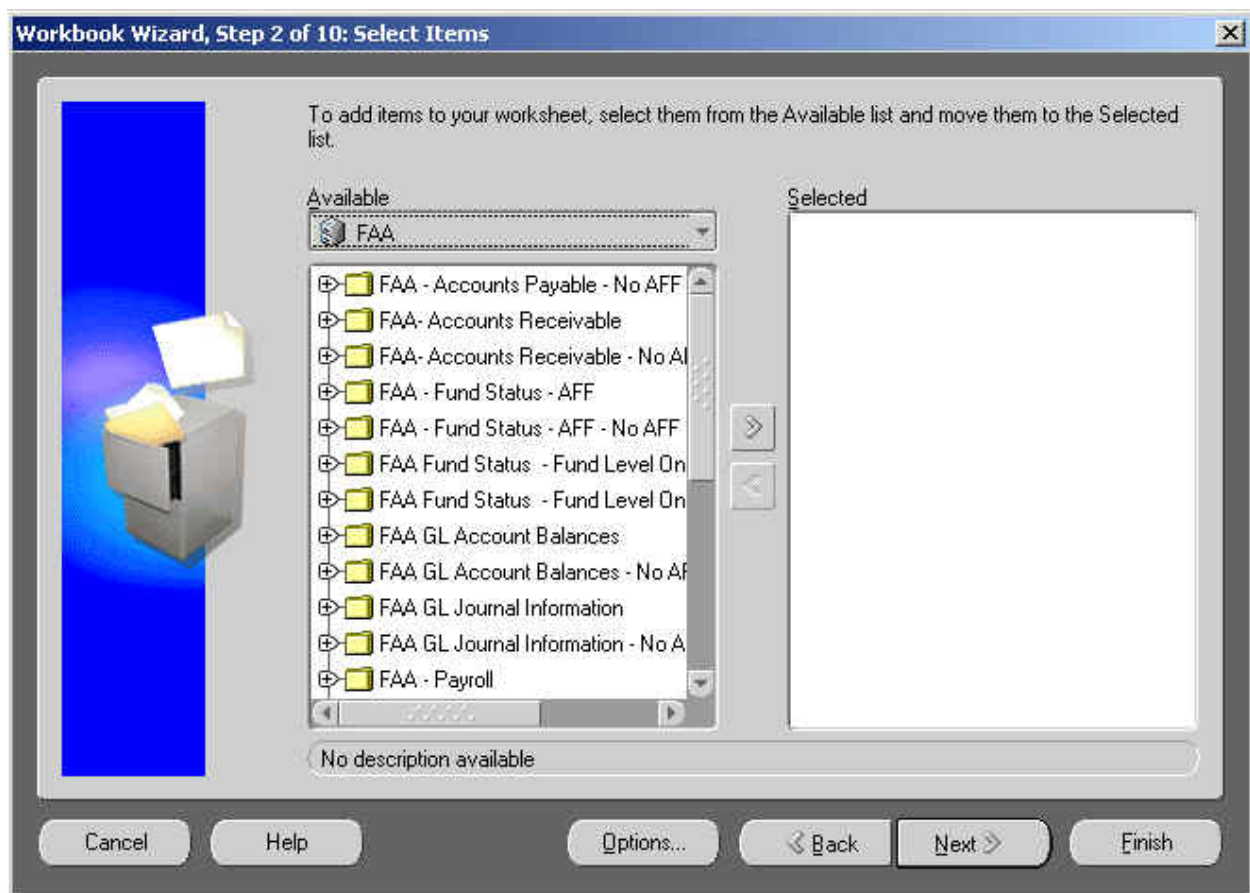 Workbook Wizard, Step 2 of 10: Select Items
To add items to your worksheet, select them from the Available list and move them to the Selected
list.
Available
Selected
FAA
FAA - Accounts Payable - No AFF
FAA- Accounts Receivable
FAA- Accounts Receivable - No Al
FAA - Fund Status - AFF
FAA - Fund Status - AFF - No AFF
FAA Fund Status - Fund Level On
FAA Fund Status - Fund Level On
FAA GL Account Balances
FAA GL Account Balances - No AF
FAA GL Journal Information
FAA GL Journal Information - No A
FAA - Payroll
No description available
Cancel
Help
Options...
Back
Next
Finish